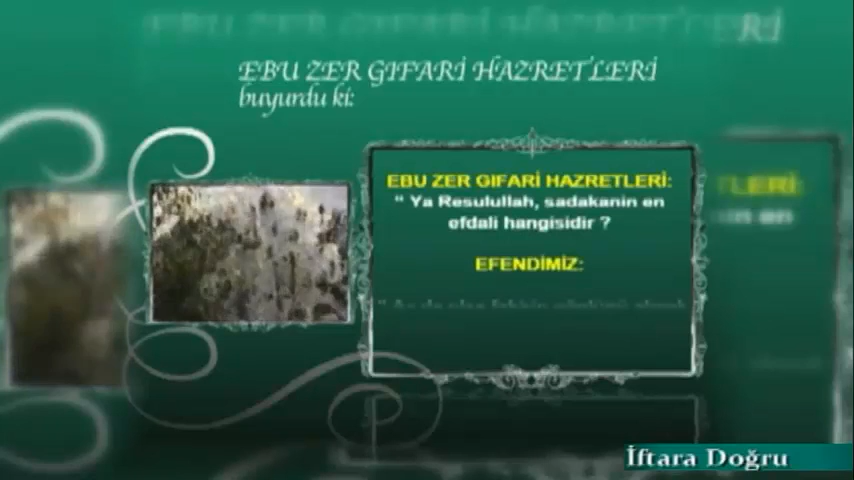 EBU ZER GIFARİ HAZRETLERİ
buyurdu ki:
EBU ZER GIFARİ HAZRETLERİ:
“ Ya Resulullah, sadakanin en
efdali hangisidir ?
EFENDİMİZ:
İftara Doğru